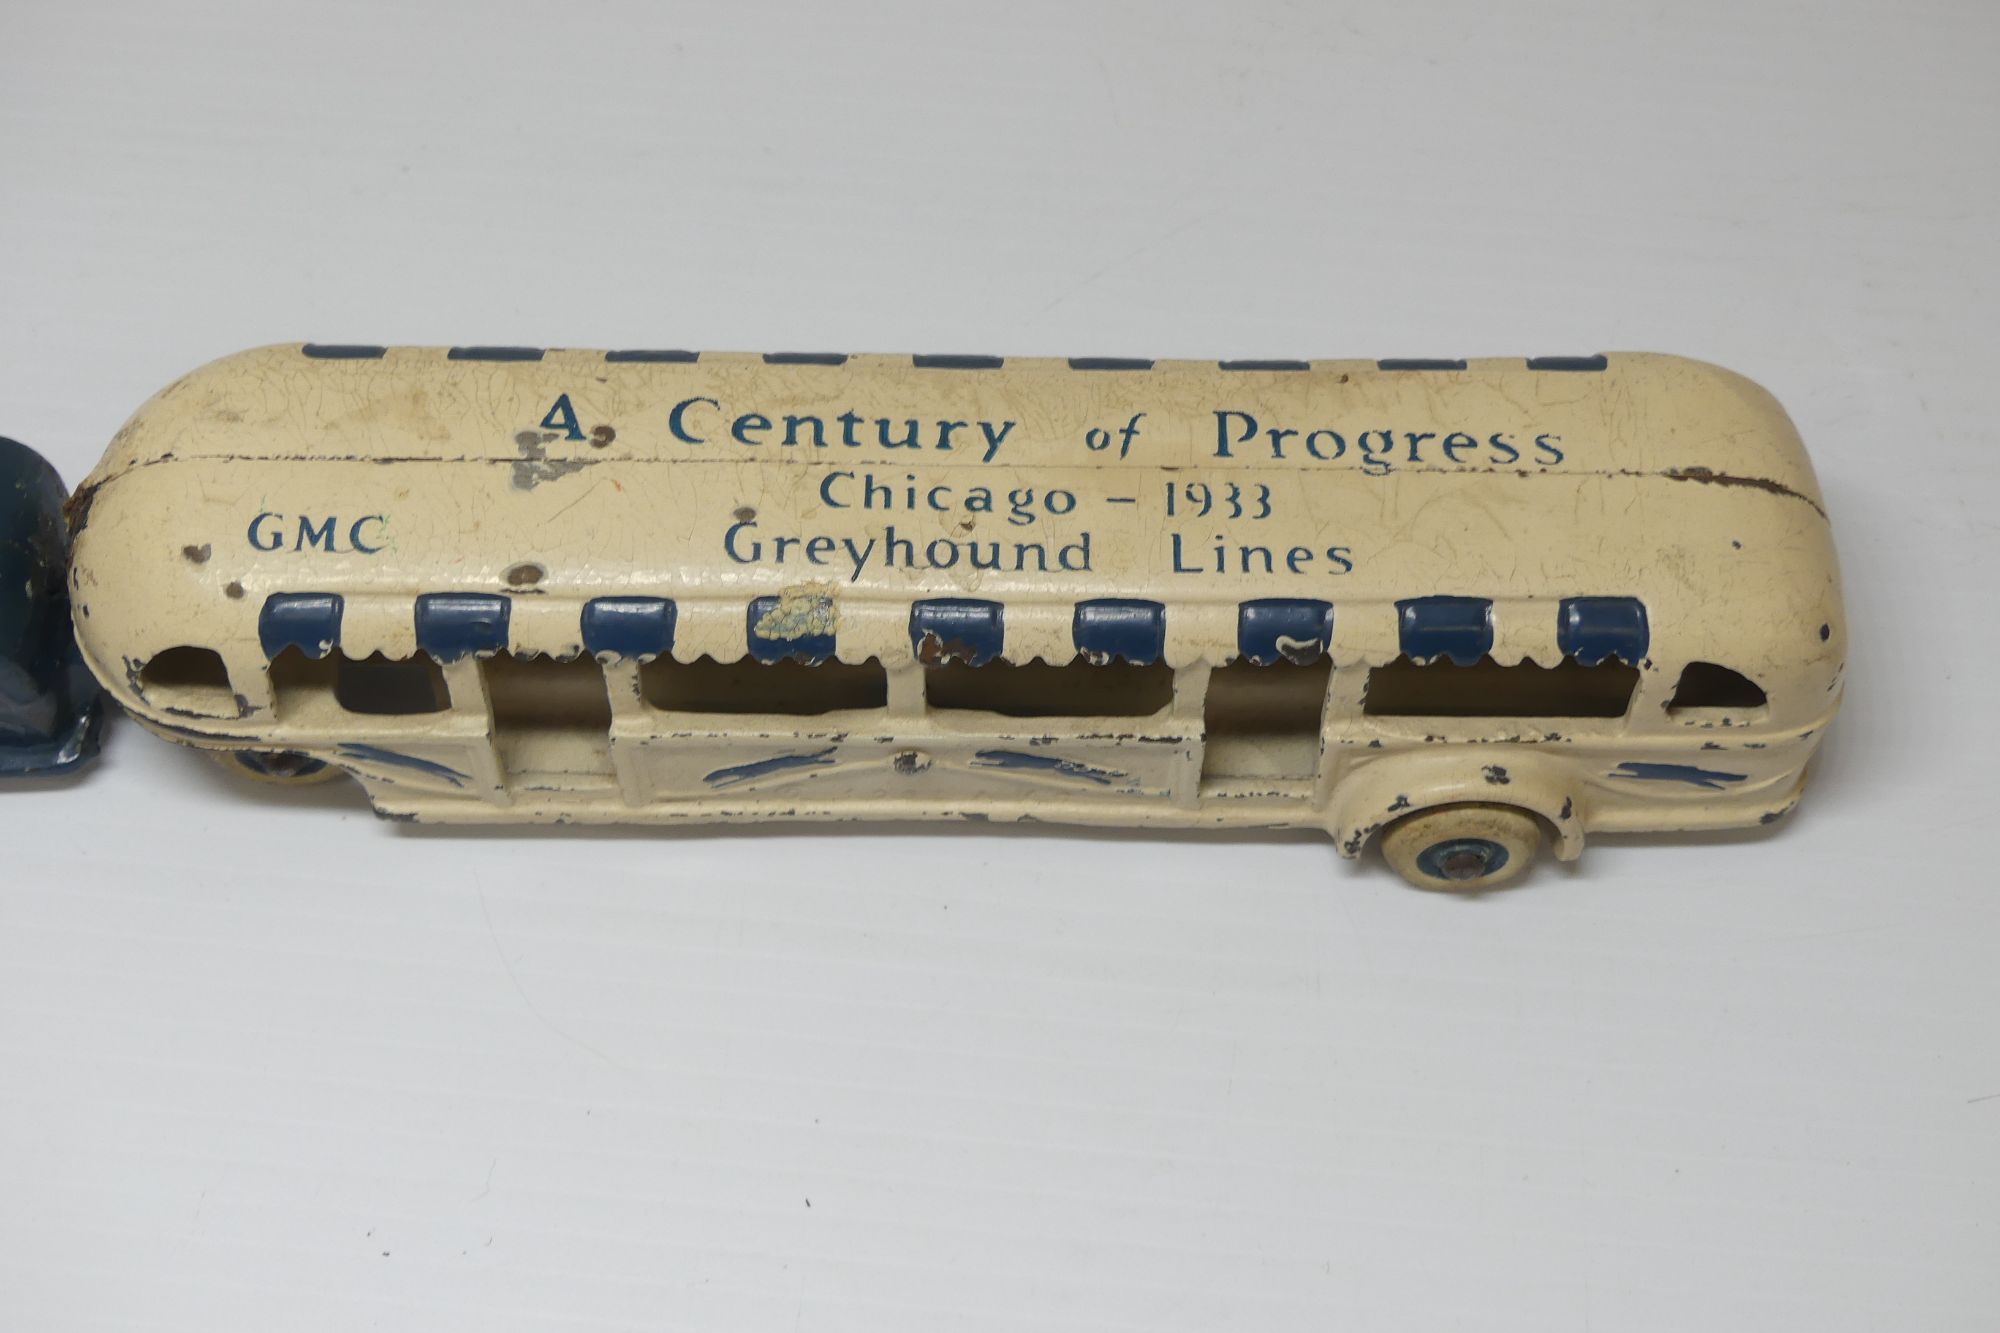 A Century of Progress
Chicago - 1933
GMC
Greyhound Lines